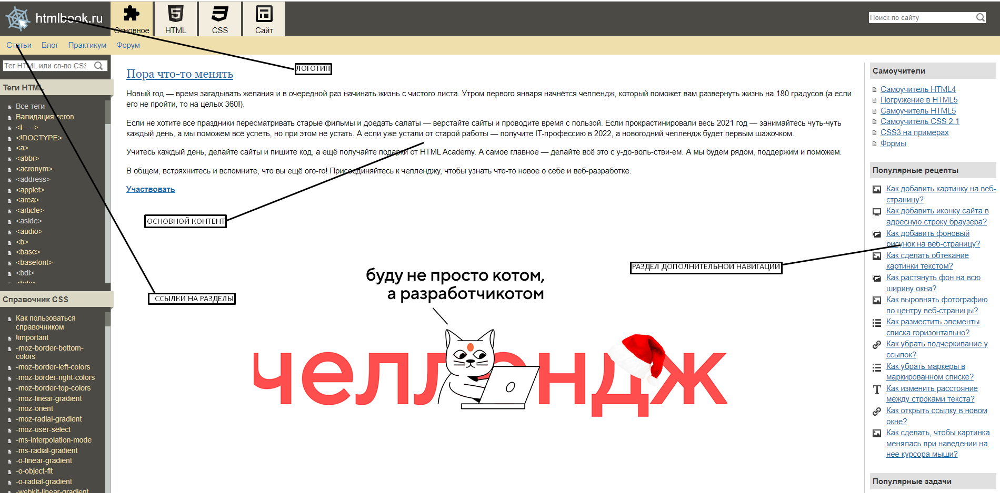 htmlbook.ru
Основное
HTML
CSS
Сайт
Поиск по сайту
Статьи
Блог
Практикум
Форум
Тег HTML или св-во CSS
Теги HTML
Все теги
Валидация тегов
<!-- -->
<!DOCTYPE>
<a>
<abbr>
<acronym>
<address>
<applet>
<area>
<article>
<aside>
<audio>
<b>
<base>
<basefont>
<bdi>
<bdo>
Справочник CSS
Как пользоваться
справочником
!important
-moz-border-bottom-
colors
-moz-border-left-colors
-moz-border-right-colors
-moz-border-top-colors
-moz-linear-gradient
-moz-orient
-moz-radial-gradient
-moz-user-select
-ms-interpolation-mode
-ms-radial-gradient
-o-linear-gradient
-o-object-fit
-o-radial-gradient
-webkit-linear-gradient
ЛОГОТИП
Пора что-то менять
Новый год — время загадывать желания и в очередной раз начинать жизнь с чистого листа. Утром первого января начнётся челлендж, который поможет вам развернуть жизнь на 180 градусов (а если
его не пройти, то на целых 360!).
Если не хотите все праздники пересматривать старые фильмы и доедать салаты — верстайте сайты и проводите время с пользой. Если прокрастинировали весь 2021 год — занимайтесь чуть-чуть
каждый день, а мы поможем всё успеть, но при этом не устать. А если уже устали от старой работы — получите IT-профессию в 2022, а новогодний челлендж будет первым шажочком.
Учитесь каждый день, делайте сайты и пишите код, а ещё получайте подарки от HTML Academy. А самое главное — делайте всё это с у-до-воль-стви-ем. А мы будем рядом, поддержим и поможем.
В общем, встряхнитесь и вспомните, что вы ещё ого-го! Присоединяйтесь к челленджу, чтобы узнать что-то новое о себе и веб-разработке.
Участвовать
ОСНОВНОЙ КОНТЕНТ
РАЗДЕЛ ДОПОЛНИТЕЛЬНОЙ НАВИГАЦИИ
ССЫЛКИ НА РАЗДЕЛЫ
буду не просто котом,
а разработчикотом
челлондж
Самоучители
Самоучитель HTML4
Погружение в HTML5
Самоучитель HTML5
Самоучитель CSS 2.1
CSS3 на примерах
Формы
Популярные рецепты
Как добавить картинку на веб-
страницу?
Как добавить иконку сайта в
адресную строку браузера?
Как добавить фоновый
рисунок на веб-страницу?
Как сделать обтекание
картинки текстом?
Как растянуть фон на всю
ширину окна?
Как выровнять фотографию
по центру веб-страницы?
Как разместить элементы
списка горизонтально?
Как убрать подчеркивание у
ссылок?
Как убрать маркеры в
маркированном списке?
Как изменить расстояние
между строками текста?
Как открыть ссылку в новом
окне?
Как сделать, чтобы картинка
менялась при наведении на
нее курсора мыши?
Популярные задачи